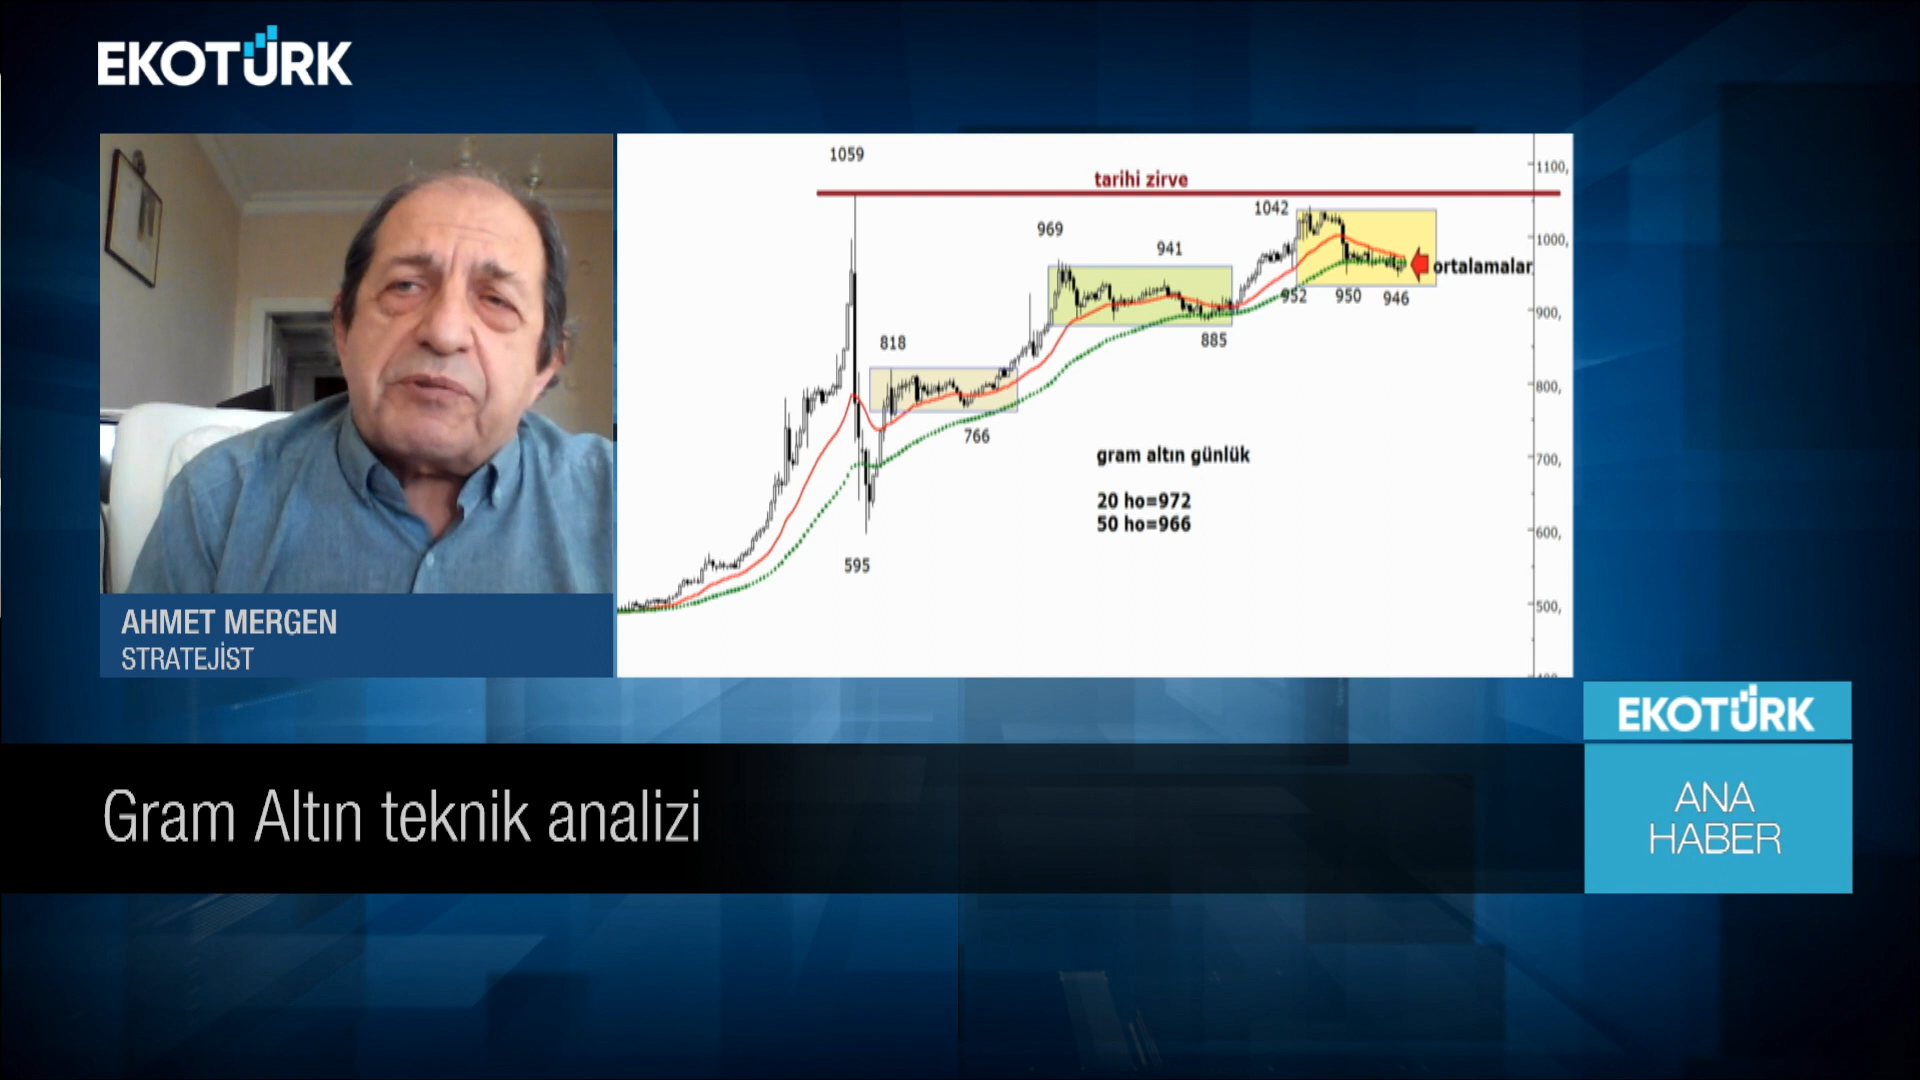 EKOTÜRK
1059
tarihi zirve
1100,
1042
969
941
1000,
ortalamalar
952
950
946
900,
818
885
800,
766
gram altın günlük
700,
20 ho=972
50 ho=966
600,
595
500,
AHMET MERGEN
STRATEJİST
EKOTÜRK
Gram Altın teknik analizi
ANA
HABER